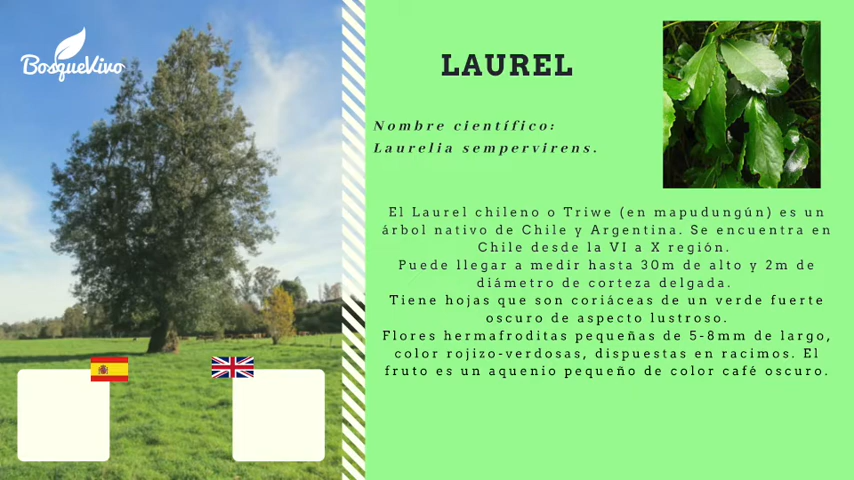 BosqueVivo
LAUREL
Nombre científico:
Laurelia sempervirens.
El Laurel chileno o Triwe (en mapudungún) es un
árbol nativo de Chile y Argentina. Se encuentra en
Chile desde la VI a X región.
Puede llegar a medir hasta 30m de alto y 2m de
diámetro de corteza delgada.
Tiene hojas que son coriáceas de un verde fuerte
oscuro de aspecto lustroso.
Flores hermafroditas pequeñas de 5-8mm de largo,
color rojizo-verdosas, dispuestas en racimos. El
fruto es un aquenio pequeño de color café oscuro.